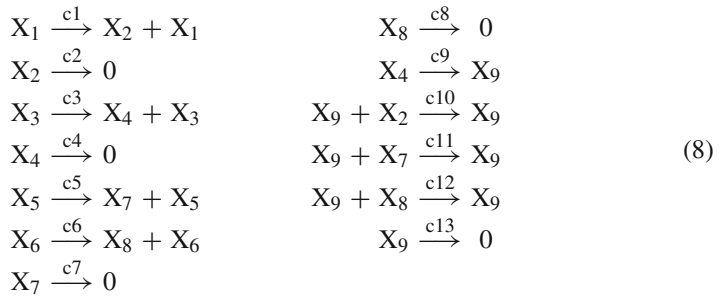 X₁ —c1→ X₂ + X₁
X₂ —c2→ 0
X₃ —c3→ X₄ + X₃
X₄ —c4→ 0
X₅ —c5→ X₇ + X₅
X₆ —c6→ X₈ + X₆
X₇ —c7→ 0
X₈ —c8→ 0
X₄ —c9→ X₉
X₉ + X₂ —c10→ X₉
X₉ + X₇ —c11→ X₉
X₉ + X₈ —c12→ X₉
X₉ —c13→ 0
(8)